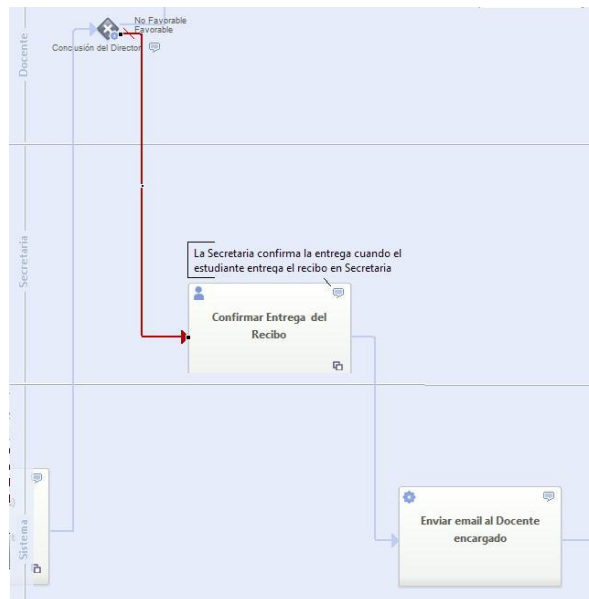 No Favorable
Favorable
Conclusión del Director
Docente
Secretaria
La Secretaria confirma la entrega cuando el
estudiante entrega el recibo en Secretaria
Confirmar Entrega del
Recibo
Sistema
Enviar email al Docente
encargado